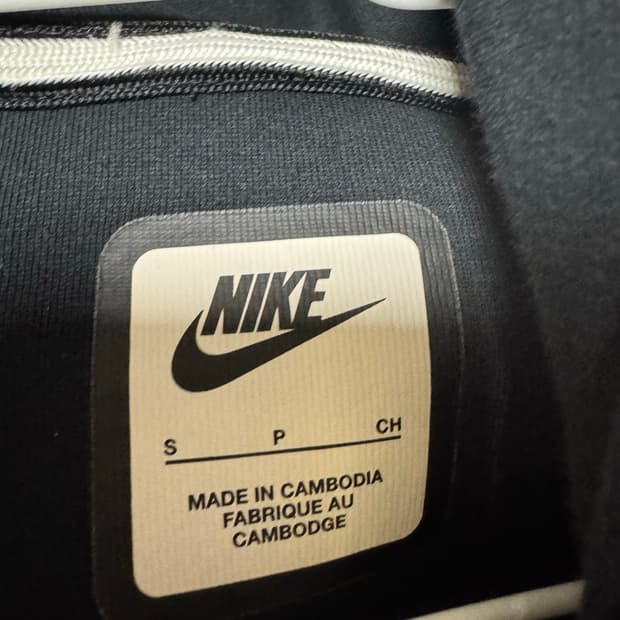 NIKE
S P CH
MADE IN CAMBODIA
FABRIQUE AU
CAMBODGE